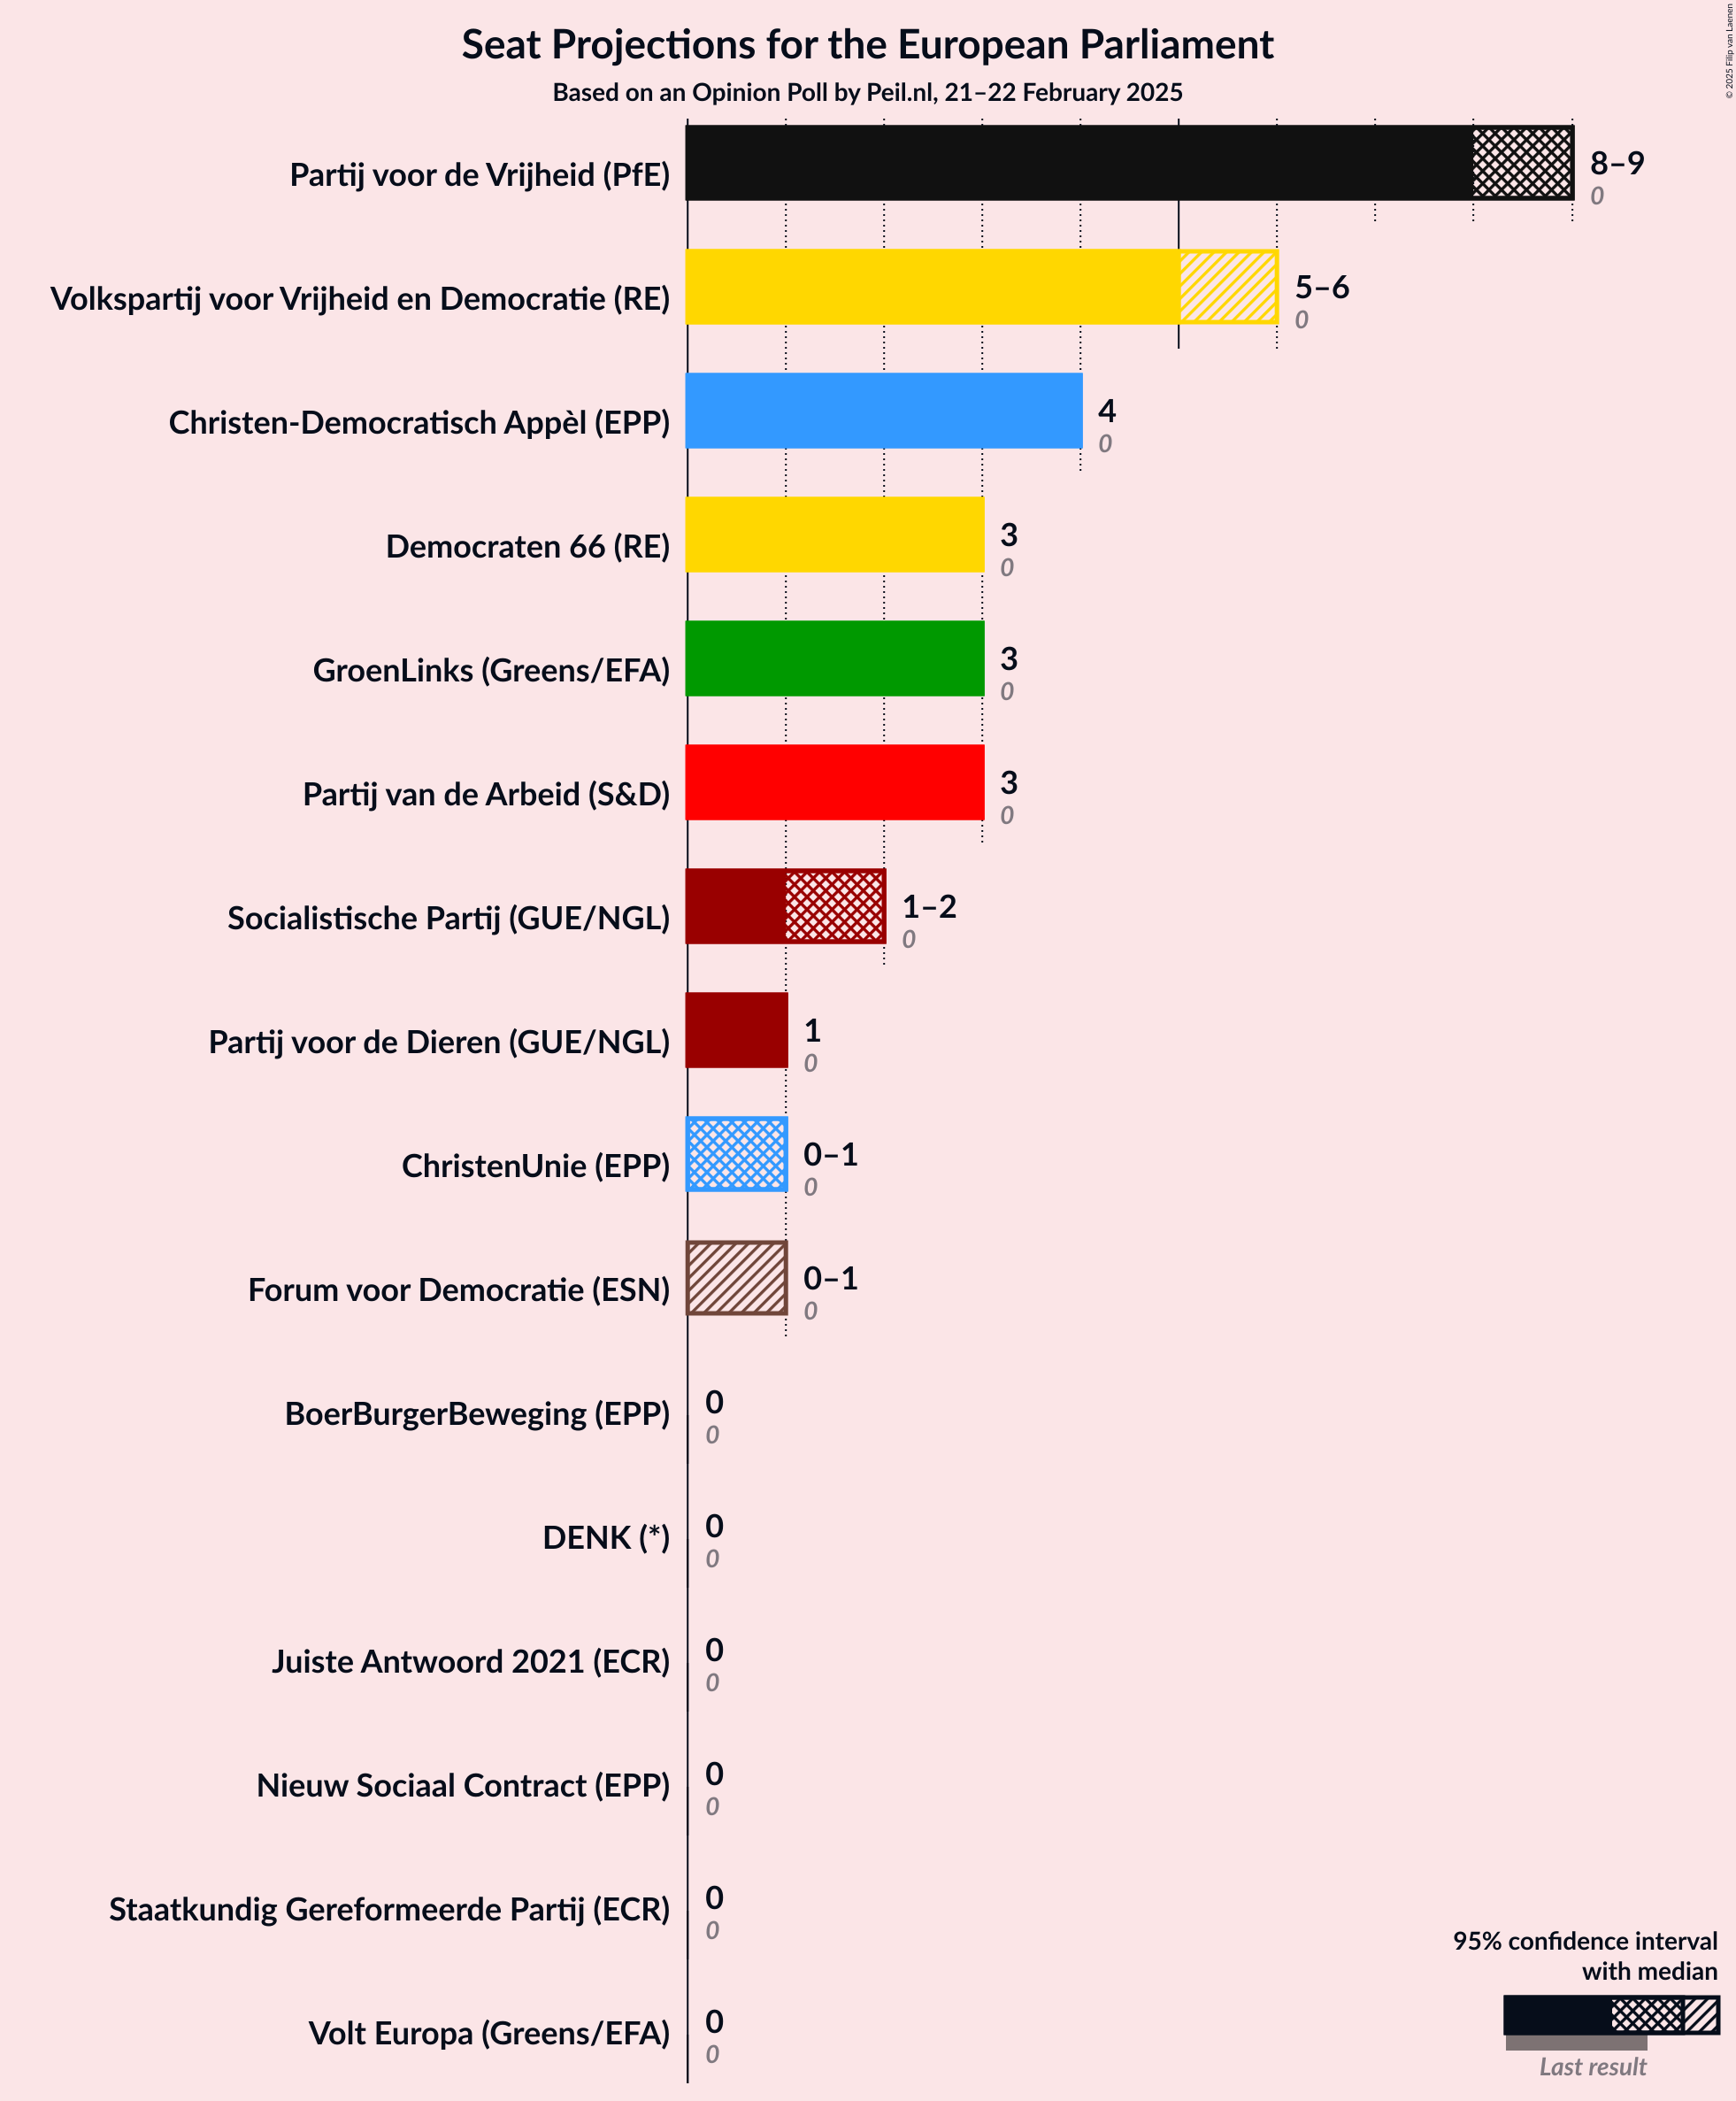 Seat Projections for the European Parliament
Based on an Opinion Poll by Peil.nl, 21–22 February 2025
© 2025 Filip van Laenen
Partij voor de Vrijheid (PfE)
8–9
0
Volkspartij voor Vrijheid en Democratie (RE)
5–6
0
Christen-Democratisch Appèl (EPP)
4
0
Democraten 66 (RE)
3
0
GroenLinks (Greens/EFA)
3
0
Partij van de Arbeid (S&D)
3
0
Socialistische Partij (GUE/NGL)
1–2
0
Partij voor de Dieren (GUE/NGL)
1
0
ChristenUnie (EPP)
0–1
0
Forum voor Democratie (ESN)
0–1
0
BoerBurgerBeweging (EPP)
0
0
DENK (*)
0
0
Juiste Antwoord 2021 (ECR)
0
0
Nieuw Sociaal Contract (EPP)
0
0
Staatkundig Gereformeerde Partij (ECR)
0
0
Volt Europa (Greens/EFA)
0
0
95% confidence interval
with median
Last result